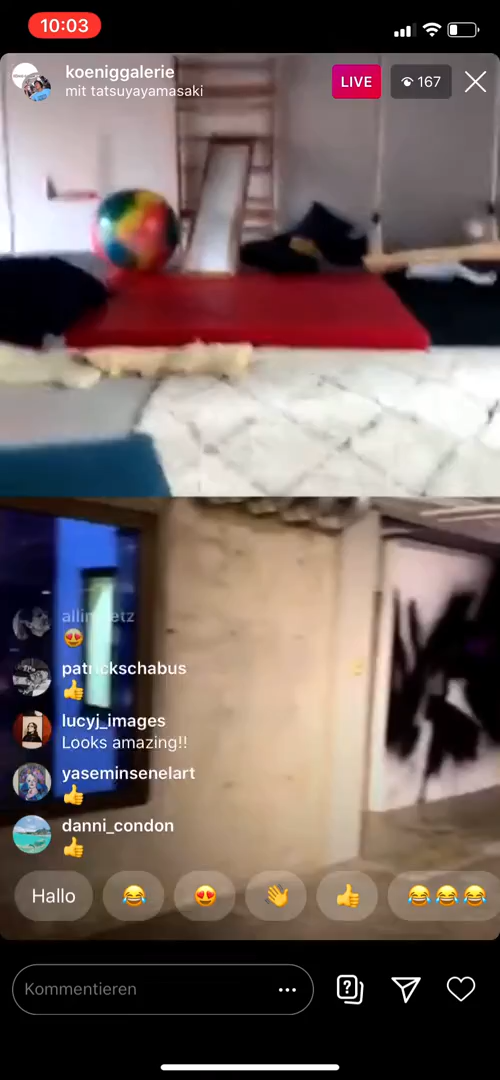 10:03
koeniggalerie
mit tatsuyayamasaki
LIVE
167
patrickschabus
lucyj_images
Looks amazing!!
yaseminsenelart
danni_condon
Hallo
Kommentieren